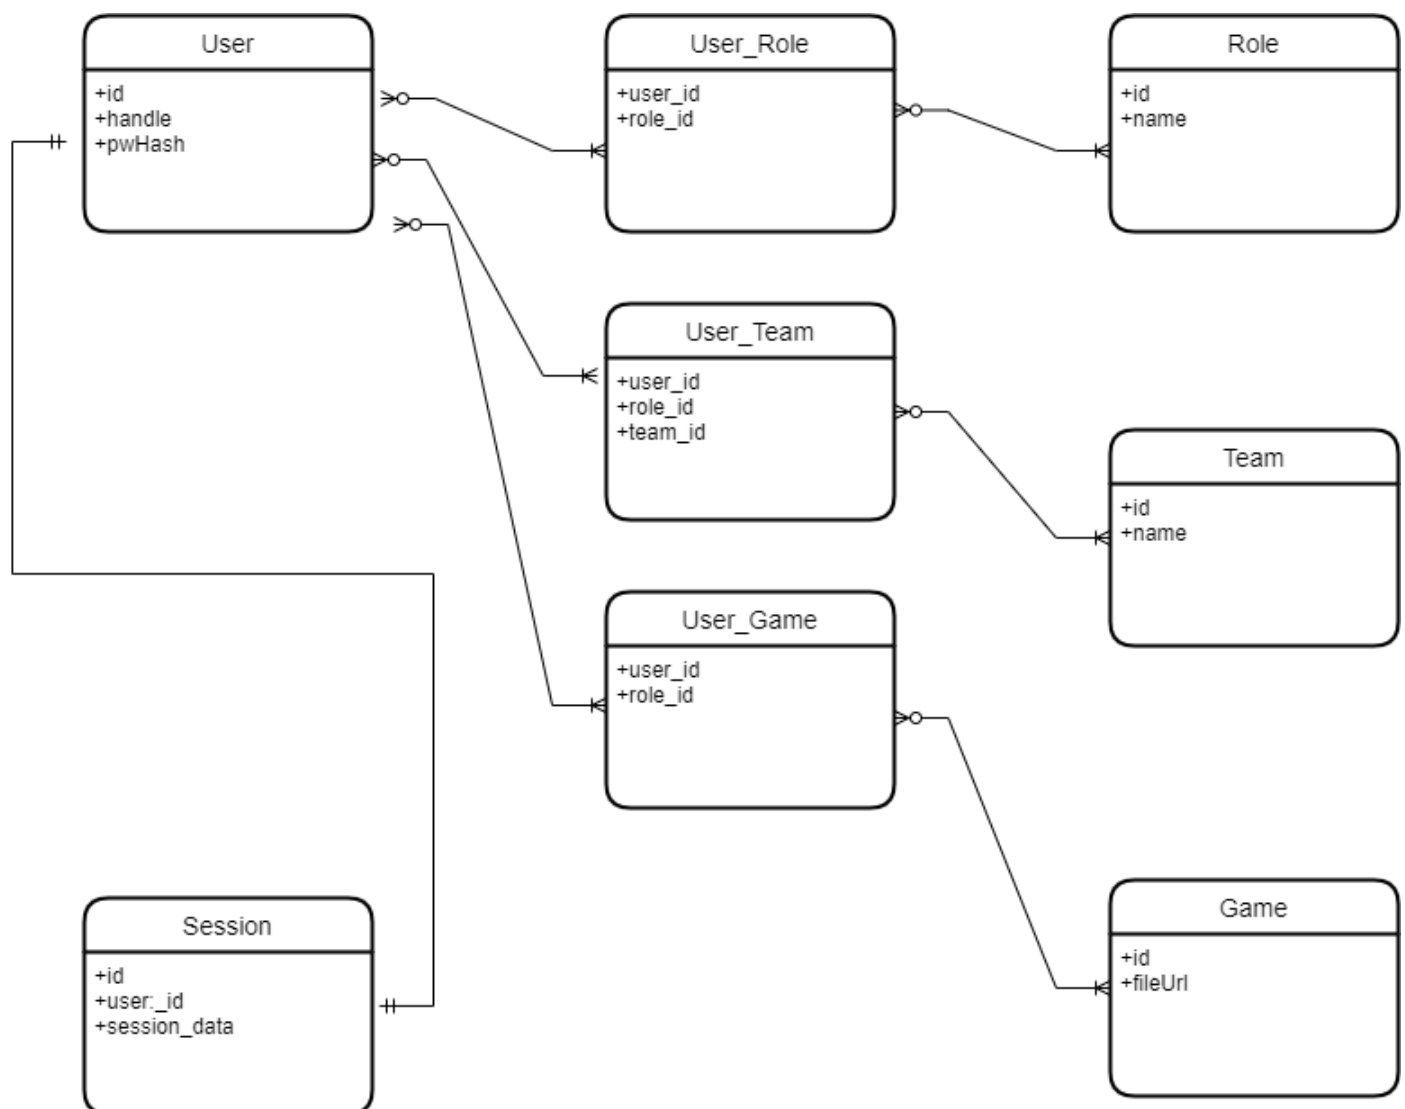 User
+id
+handle
+pwHash
User_Role
+user_id
+role_id
Role
+id
+name
User_Team
+user_id
+role_id
+team_id
Team
+id
+name
User_Game
+user_id
+role_id
Session
+id
+user:_id
+session_data
Game
+id
+fileUrl